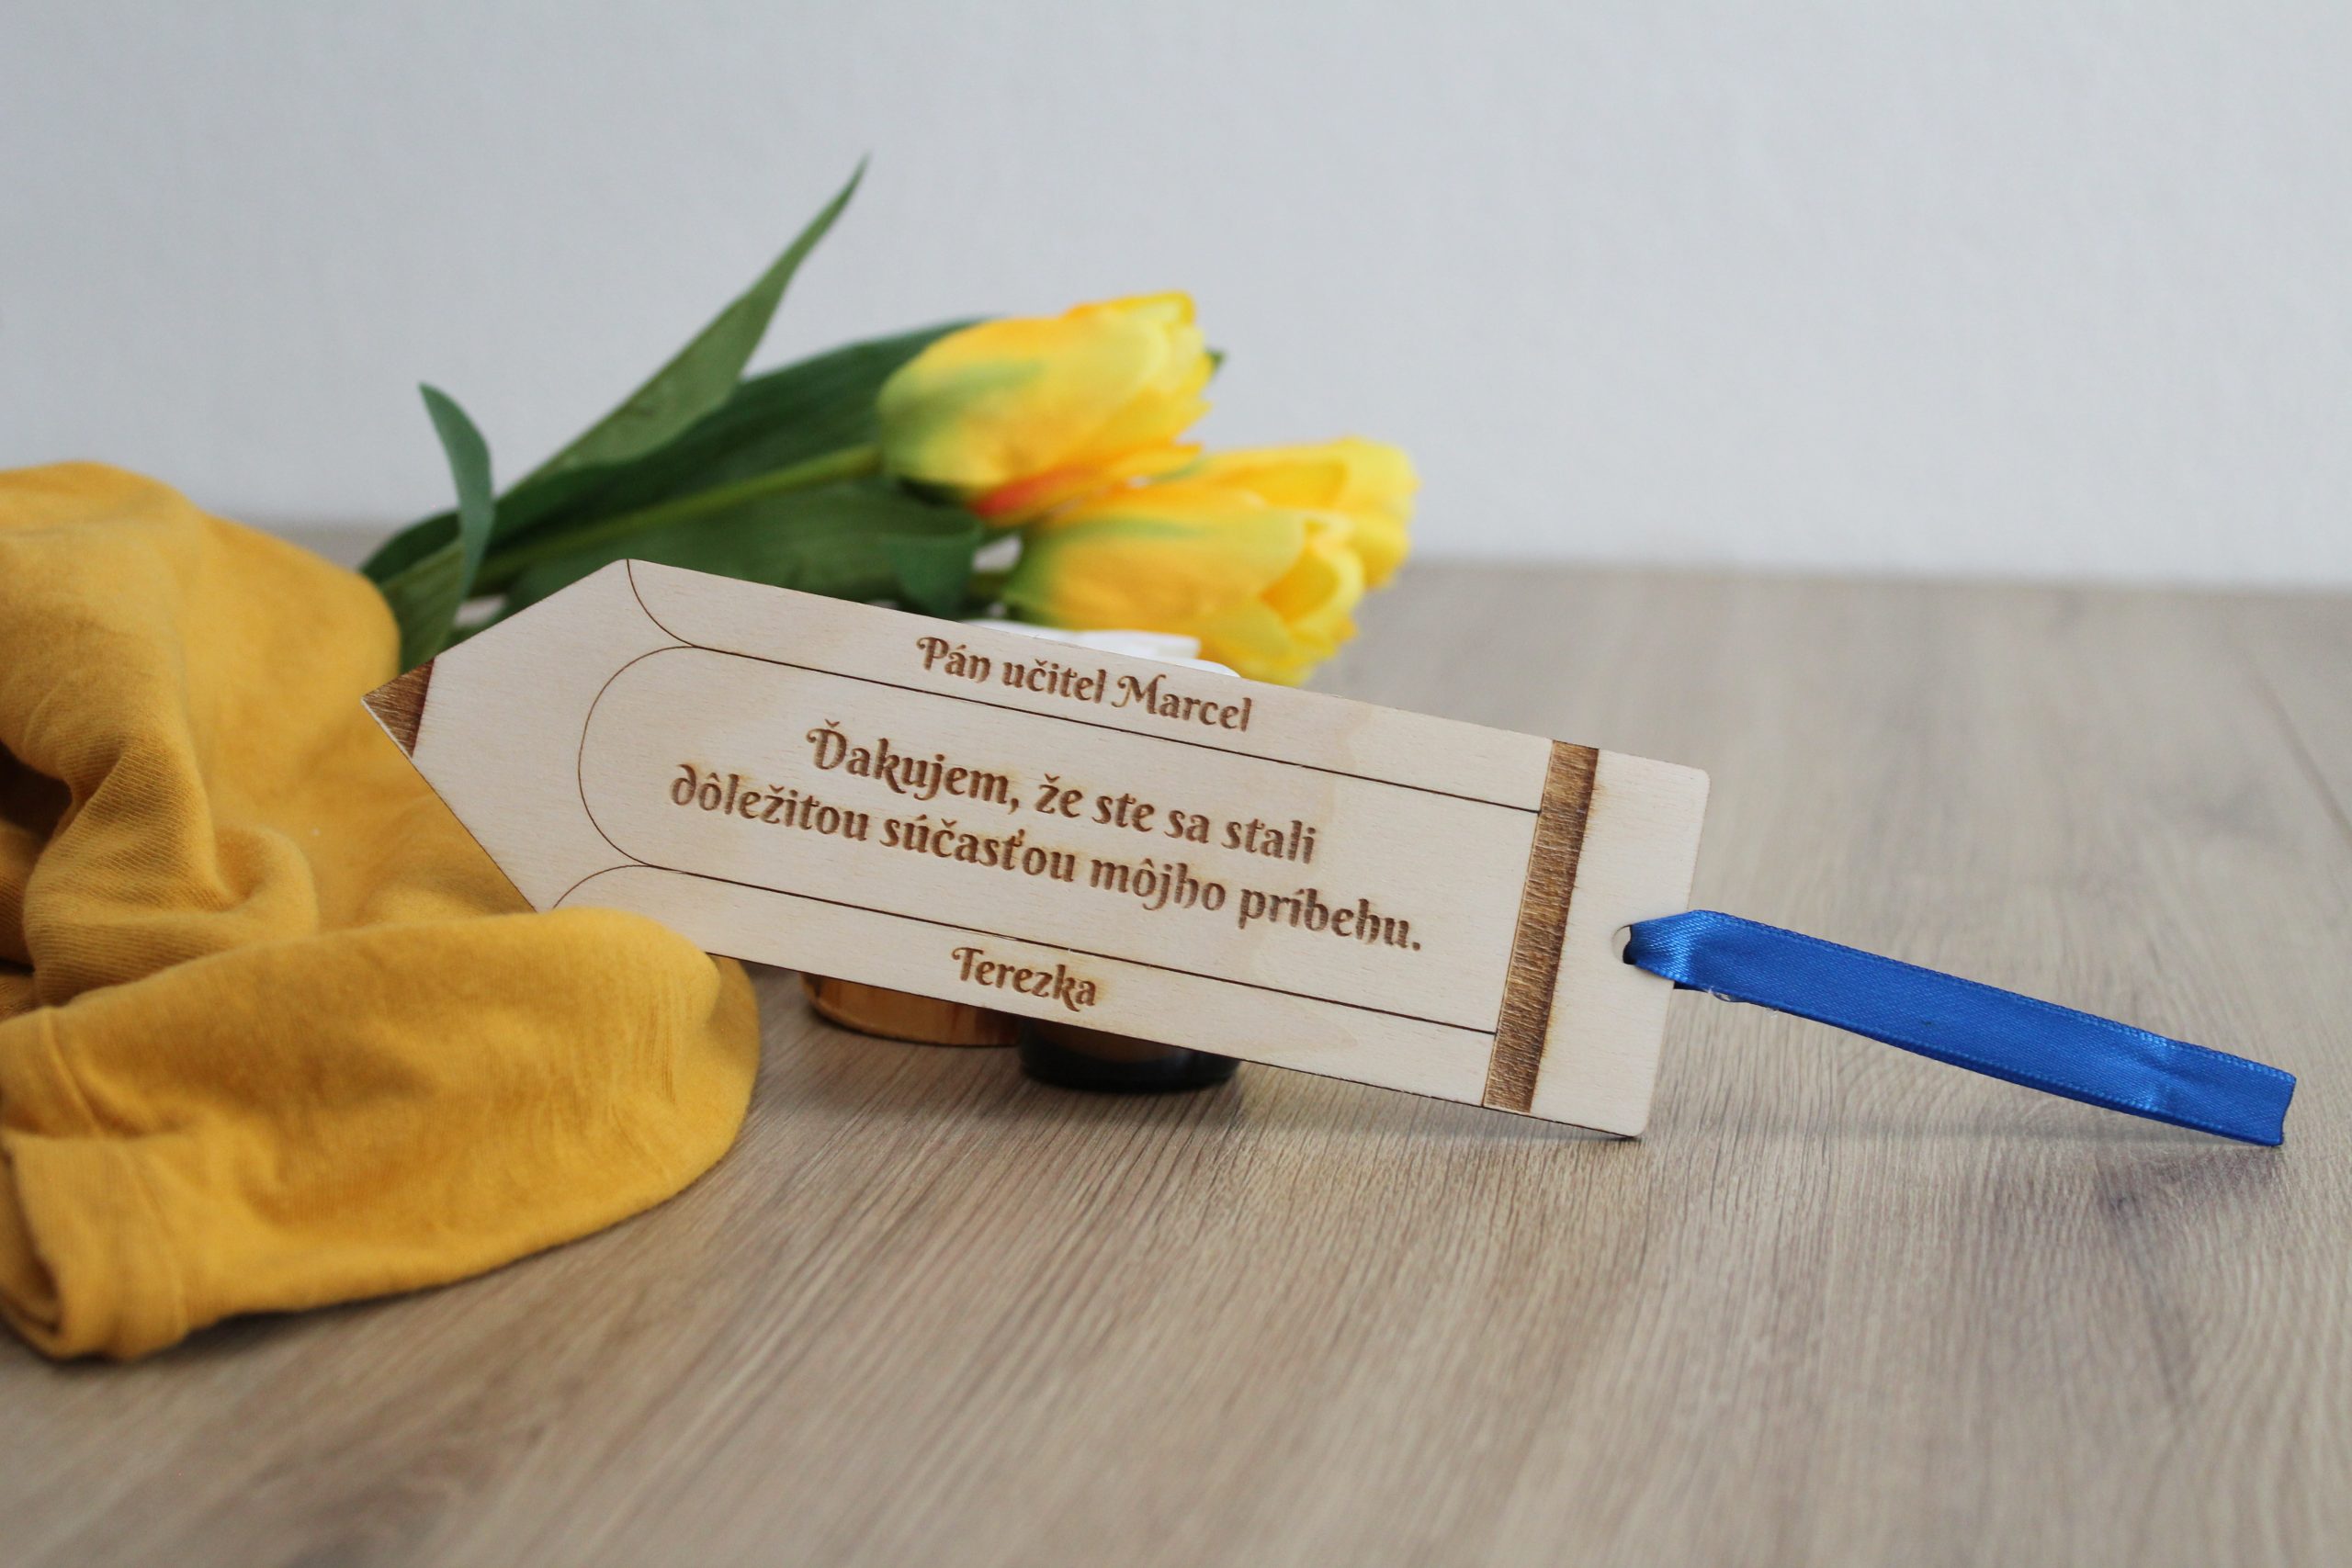 Pán učitel Marcel
Ďakujem, že ste sa stali
dôležitou súčasťou môjho príbehu.
Terezka